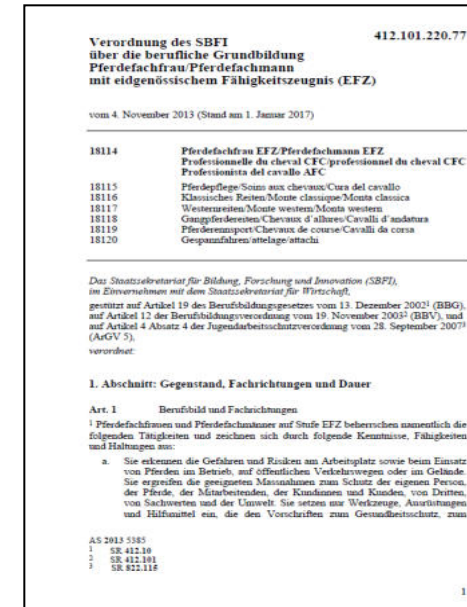 412.101.220.77
Verordnung des SBFI
über die berufliche Grundbildung
Pferdefachfrau/Pferdefachmann
mit eidgenössischem Fähigkeitszeugnis (EFZ)
vom 4. November 2013 (Stand am 1. Januar 2017)
18114 Pferdefachfrau EFZ/Pferdefachmann EFZ
Professionnelle du cheval CFC/professionnel du cheval CFC
Professionista del cavallo AFC
18115 Pferdepflege/Soins aux chevaux/Cura del cavallo
18116 Klassisches Reiten/Monte classique/Monta classica
18117 Westernreiten/Monte western/Monta western
18118 Gangpferdereiten/Chevaux d'allures/Cavalli d'andatura
18119 Pferderennsport/Chevaux de course/Cavalli da corsa
18120 Gespannfahren/attelage/attacchi
Das Staatssekretariat für Bildung, Forschung und Innovation (SBFI),
im Einvernehmen mit dem Staatssekretariat für Wirtschaft,
gestützt auf Artikel 19 des Berufsbildungsgesetzes vom 13. Dezember 2002¹ (BBG),
auf Artikel 12 der Berufsbildungsverordnung vom 19. November 2003² (BBV), und
auf Artikel 4 Absatz 4 der Jugendarbeitsschutzverordnung vom 28. September 2007³
(ArGV 5),
verordnet:
1. Abschnitt: Gegenstand, Fachrichtungen und Dauer
Art. 1 Berufsbild und Fachrichtungen
¹ Pferdefachfrauen und Pferdefachmänner auf Stufe EFZ beherrschen namentlich die
folgenden Tätigkeiten und zeichnen sich durch folgende Kenntnisse, Fähigkeiten
und Haltungen aus:
a. Sie erkennen die Gefahren und Risiken am Arbeitsplatz sowie beim Einsatz
von Pferden im Betrieb, auf öffentlichen Verkehrswegen oder im Gelände.
Sie ergreifen die geeigneten Massnahmen zum Schutz der eigenen Person,
der Pferde, der Mitarbeitenden, der Kundinnen und Kunden, von Dritten,
von Sachwerten und der Umwelt. Sie setzen nur Werkzeuge, Ausrüstungen
und Hilfsmittel ein, die den Vorschriften zum Gesundheitsschutz, zum
AS 2013 5385
1 SR 412.10
2 SR 412.101
3 SR 822.115
1